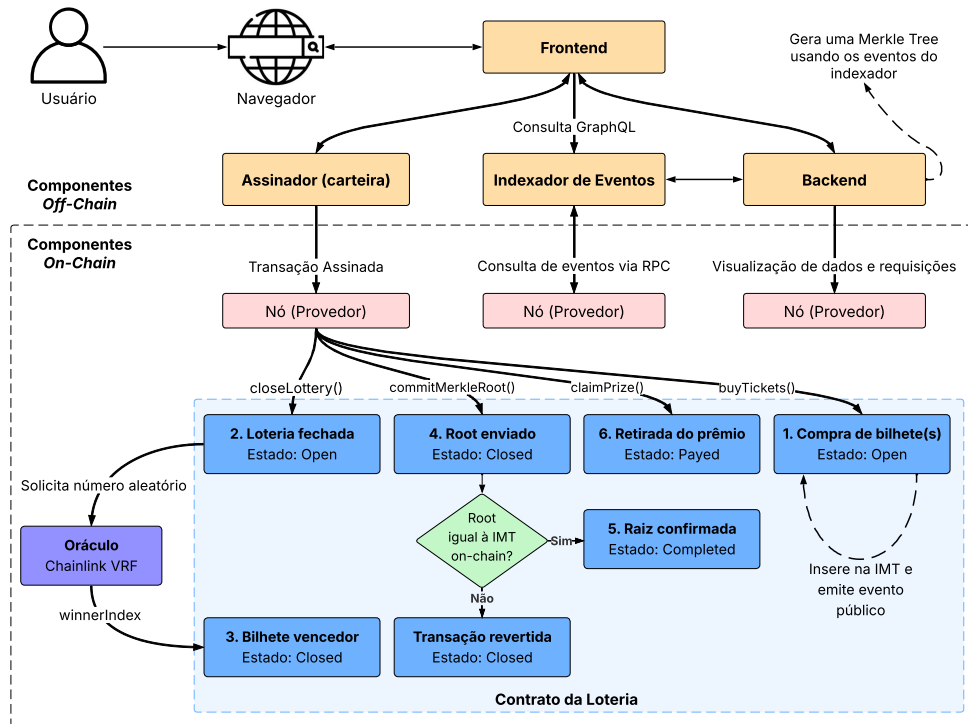 Usuário
Navegador
Frontend
Gera uma Merkle Tree
usando os eventos do
indexador
Consulta GraphQL
Assinador (carteira)
Indexador de Eventos
Backend
Componentes
Off-Chain
Componentes
On-Chain
Transação Assinada
Consulta de eventos via RPC
Visualização de dados e requisições
Nó (Provedor)
Nó (Provedor)
Nó (Provedor)
closeLottery()
commitMerkleRoot()
claimPrize()
buyTickets()
2. Loteria fechada
Estado: Open
4. Root enviado
Estado: Closed
6. Retirada do prêmio
Estado: Payed
1. Compra de bilhete(s)
Estado: Open
Solicita número aleatório
Root
igual à IMT
on-chain?
Sim
5. Raiz confirmada
Estado: Completed
Oráculo
Chainlink VRF
Insere na IMT e
emite evento
público
Não
winnerIndex
3. Bilhete vencedor
Estado: Closed
Transação revertida
Estado: Closed
Contrato da Loteria